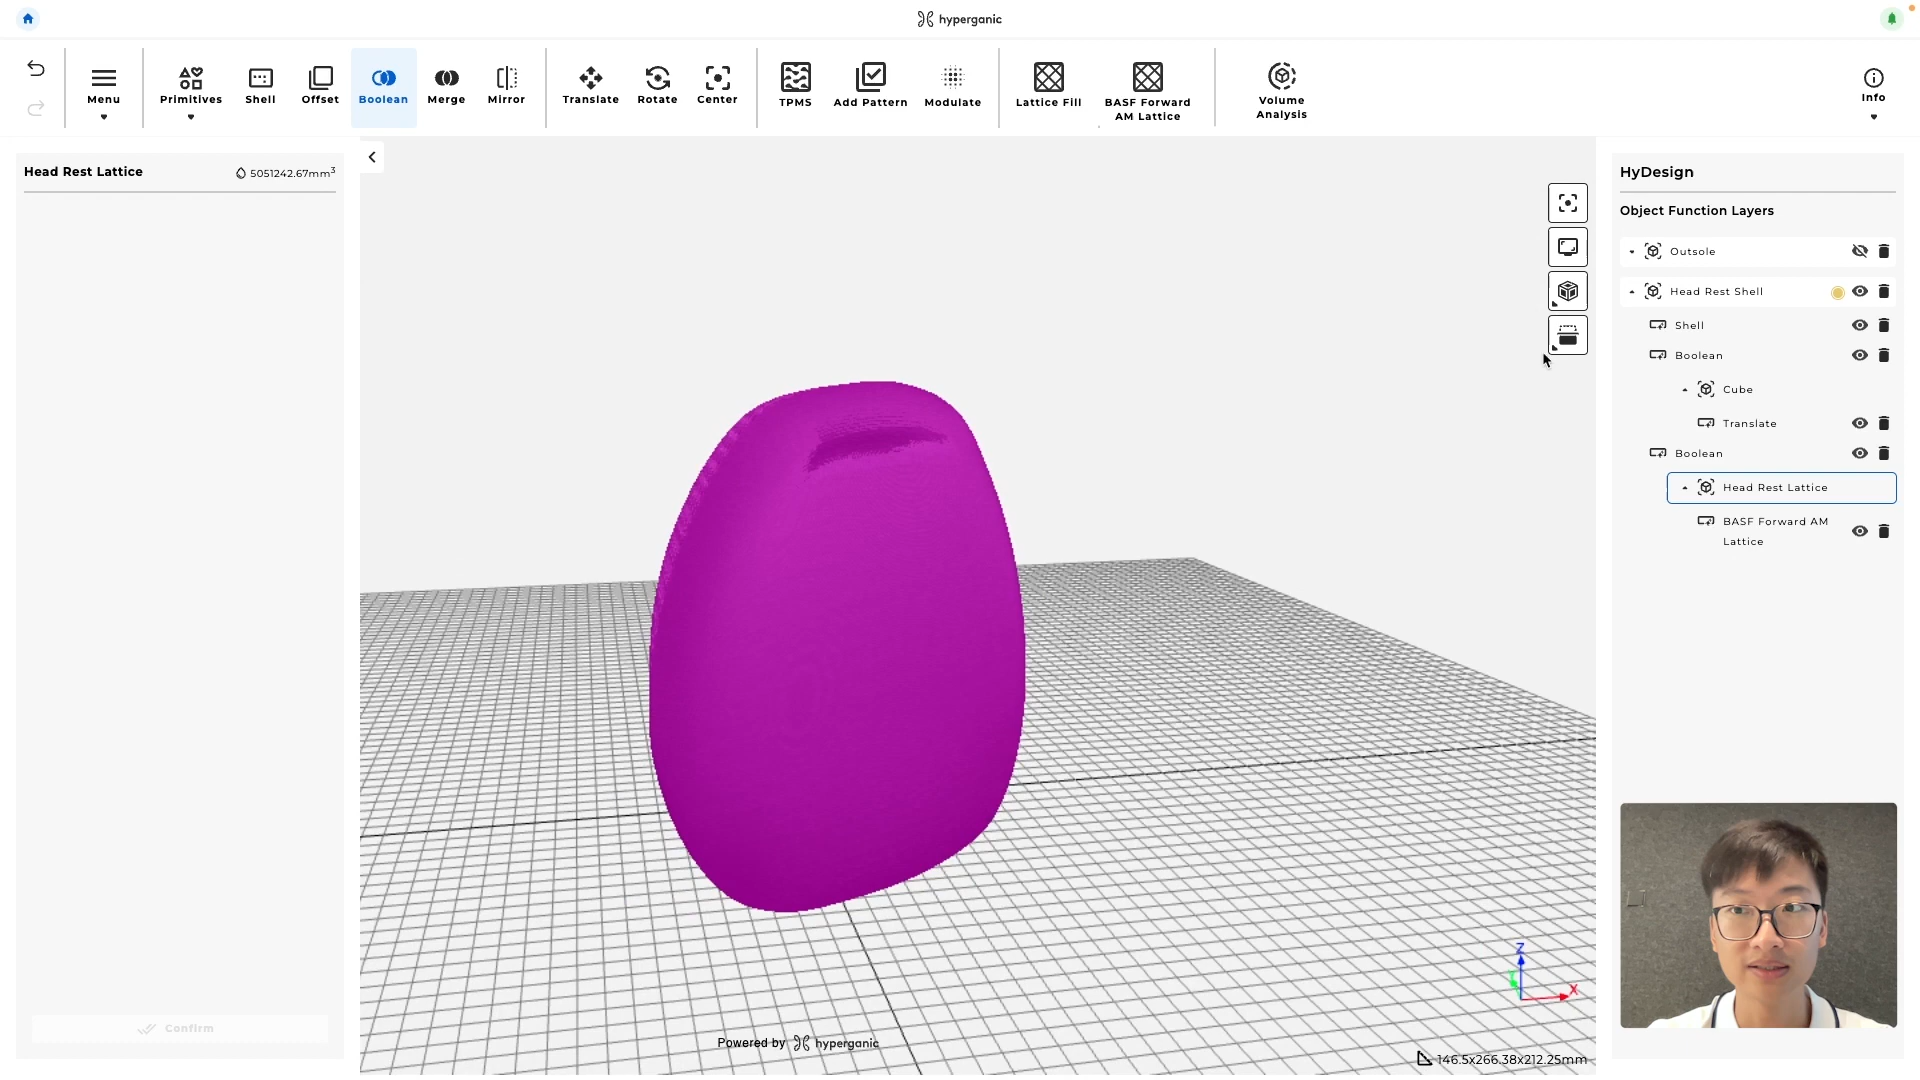 hyperganic
Menu
Primitives
Shell
Offset
Boolean
Merge
Mirror
Translate
Rotate
Center
TPMS
Add Pattern
Modulate
Lattice Fill
BASF Forward
AM Lattice
Volume
Analysis
Info
Head Rest Lattice
5051242.67mm³
HyDesign
Object Function Layers
Outsole
Head Rest Shell
Shell
Boolean
Cube
Translate
Boolean
Head Rest Lattice
BASF Forward AM
Lattice
Confirm
Z
X
Powered by hyperganic
146.5x266.38x212.25mm